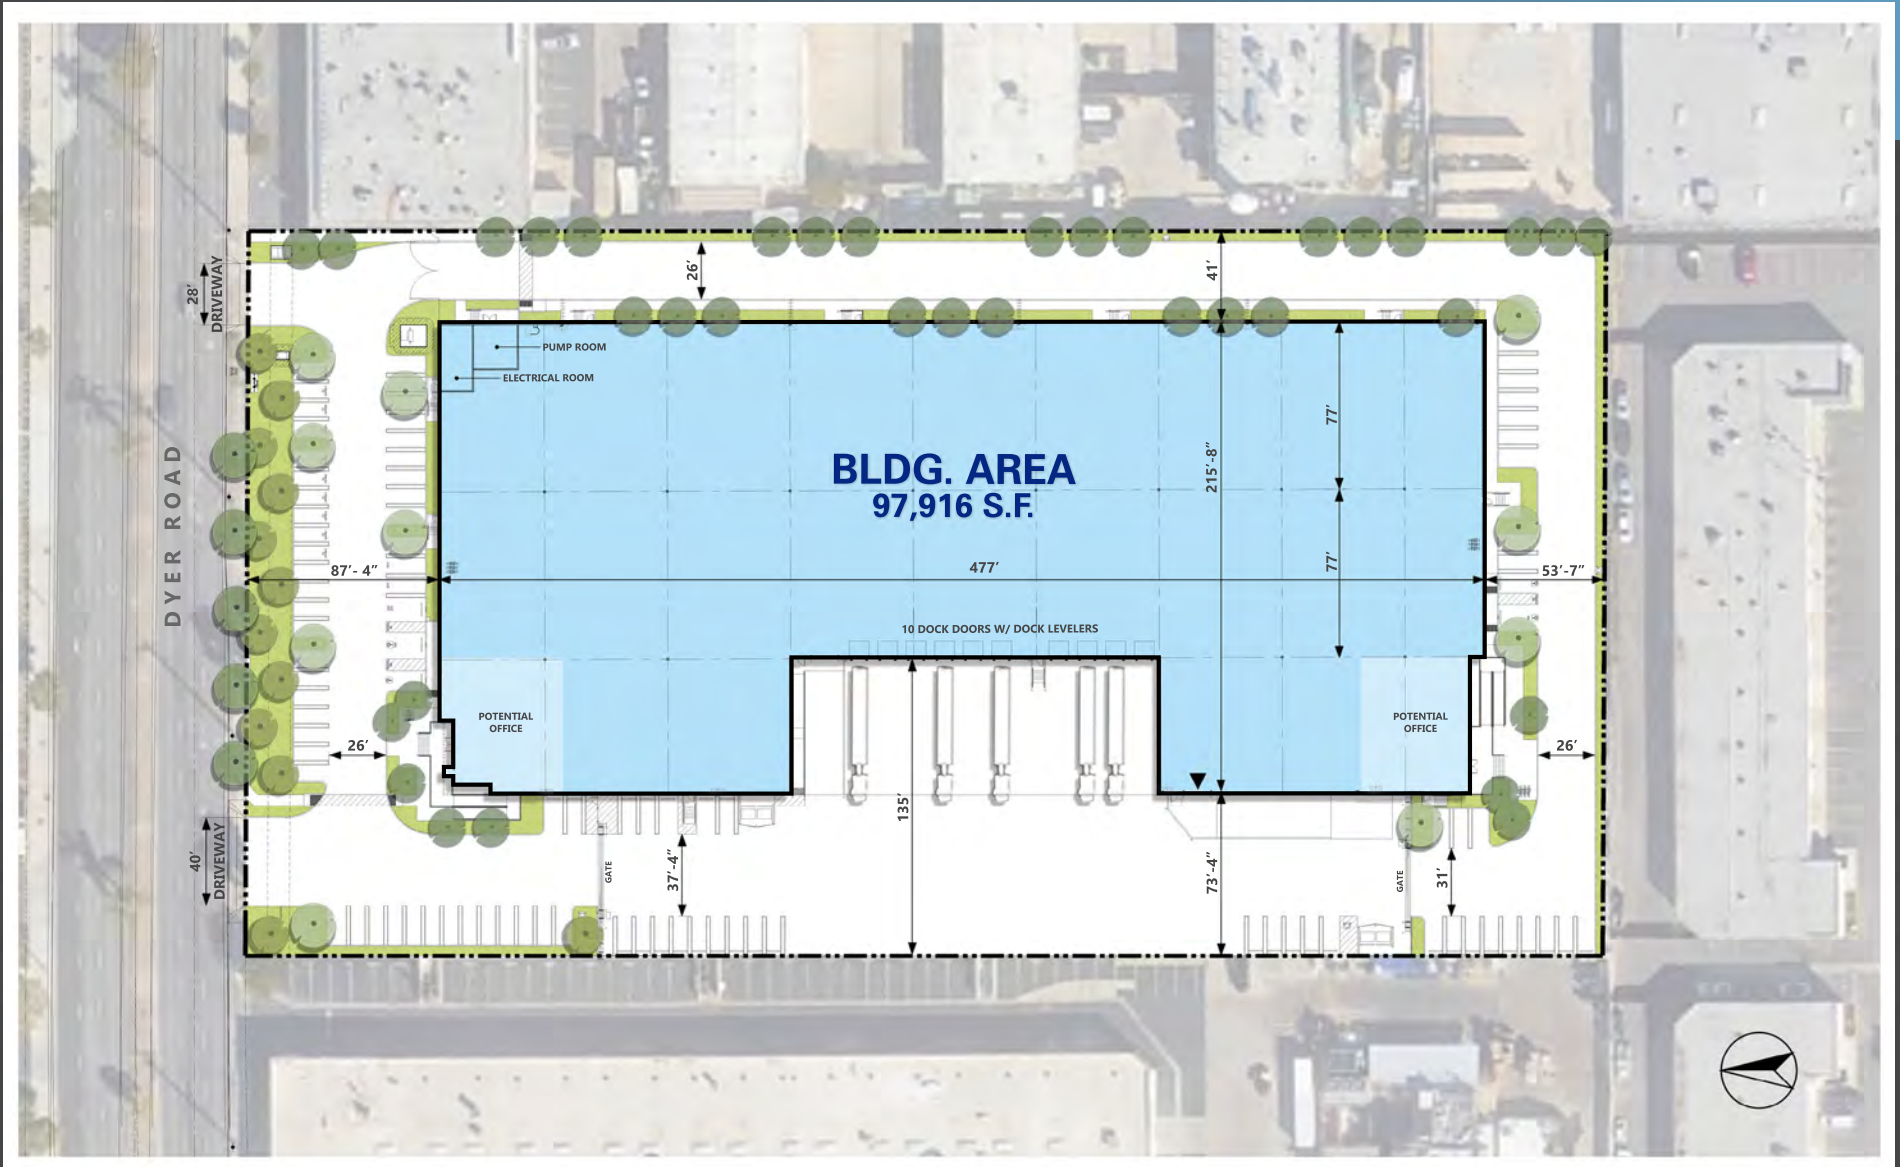 26’
41’
28’
DRIVEWAY
PUMP ROOM
ELECTRICAL ROOM
77’
BLDG. AREA
97,916 S.F.
215’-8”
DYER ROAD
87’- 4”
477’
77’
53’-7”
10 DOCK DOORS W/ DOCK LEVELERS
POTENTIAL
OFFICE
POTENTIAL
OFFICE
26’
26’
135’
40’
DRIVEWAY
GATE
37’-4”
73’-4”
GATE
31’